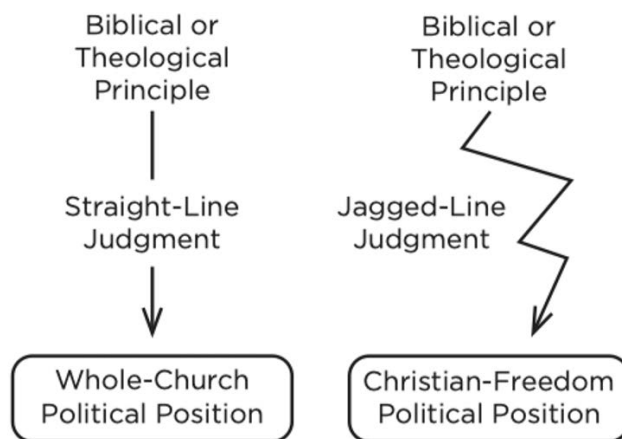 Biblical or
Theological
Principle
Straight-Line
Judgment
Whole-Church
Political Position
Biblical or
Theological
Principle
Jagged-Line
Judgment
Christian-Freedom
Political Position